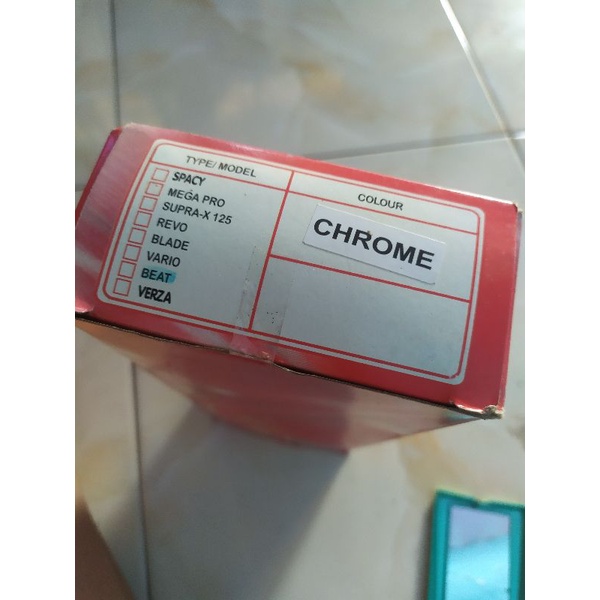 TYPE/ MODEL
SPACY
MEGA PRO
SUPRA-X 125
REVO
BLADE
VARIO
BEAT
VERZA
COLOUR
CHROME